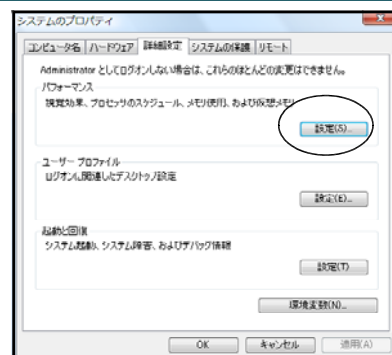 システムのプロパティ
コンピュータ名 ハードウェア 詳細設定 システムの保護 リモート
Administrator としてログオンしない場合は、これらのほとんどの変更はできません。
パフォーマンス
視覚効果、プロセッサのスケジュール、メモリ使用、および仮想メモリ
設定(S)...
ユーザー プロファイル
ログオンに関連したデスクトップ設定
設定(E)...
起動と回復
システム起動、システム障害、およびデバッグ情報
設定(T)
環境変数(N)...
OK キャンセル 適用(A)